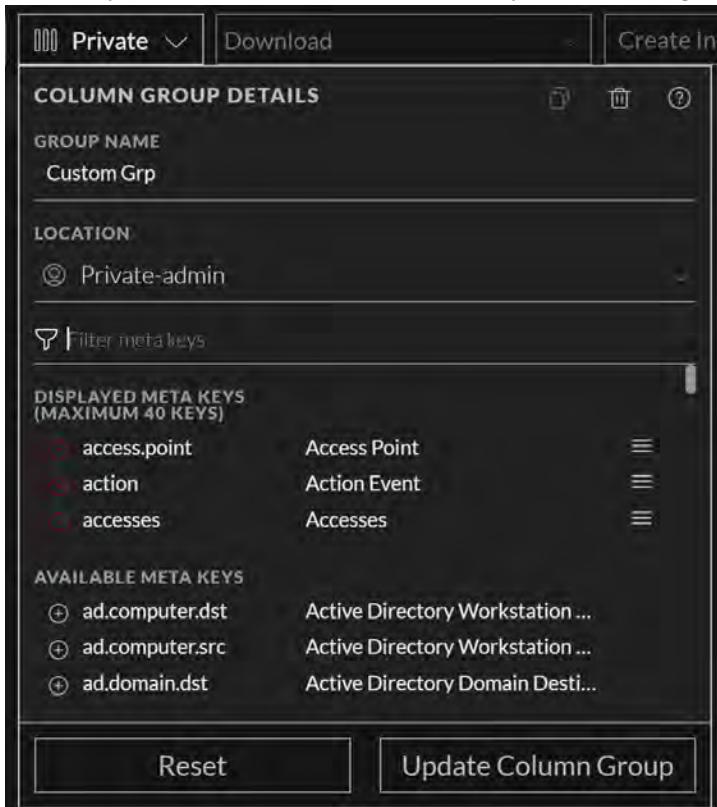 Private Download Create In
COLUMN GROUP DETAILS
GROUP NAME
Custom Grp
LOCATION
Private-admin
Filter meta keys
DISPLAYED META KEYS
(MAXIMUM 40 KEYS)
access.point Access Point
action Action Event
accesses Accesses
AVAILABLE META KEYS
ad.computer.dst Active Directory Workstation ...
ad.computer.src Active Directory Workstation ...
ad.domain.dst Active Directory Domain Desti...
Reset Update Column Group